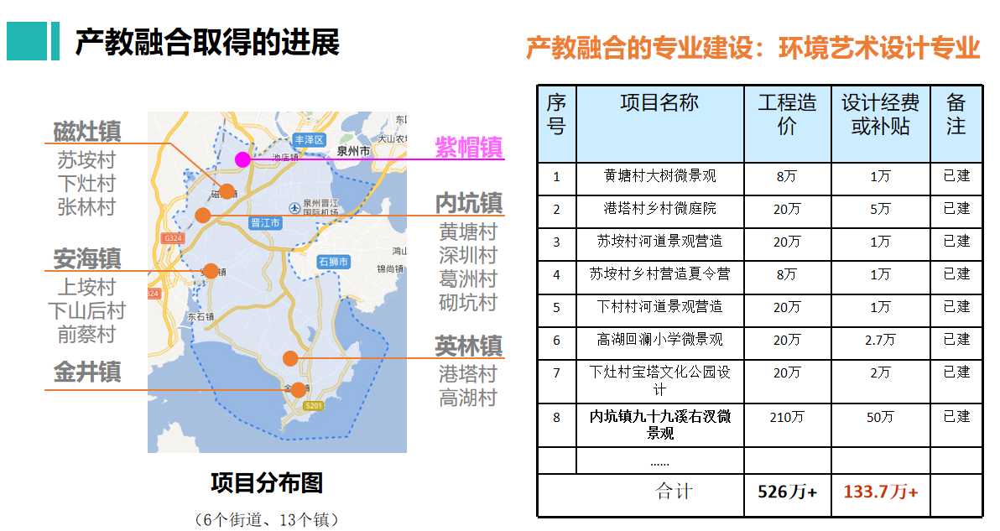 产教融合取得的进展
产教融合的专业建设：环境艺术设计专业
磁灶镇
苏垵村
下灶村
张林村
安海镇
上垵村
下山后村
前蔡村
金井镇
紫帽镇
内坑镇
黄塘村
深圳村
葛洲村
砌坑村
英林镇
港塔村
高湖村
丰泽区
泉州市
大山农场
池店镇
泉州晋江
国际机场
晋江市
G324
石狮市
鸿山
锦尚镇
324
东石镇
S201
项目分布图
（6个街道、13个镇）
序号 项目名称 工程造价 设计经费或补贴 备注
1 黄塘村大树微景观 8万 1万 已建
2 港塔村乡村微庭院 20万 5万 已建
3 苏垵村河道景观营造 20万 1万 已建
4 苏垵村乡村营造夏令营 8万 1万 已建
5 下村村河道景观营造 20万 1万 已建
6 高湖回澜小学微景观 20万 2.7万 已建
7 下灶村宝塔文化公园设计 20万 2万 已建
8 内坑镇九十九溪右汊微景观 210万 50万 已建
……
合计 526万+ 133.7万+